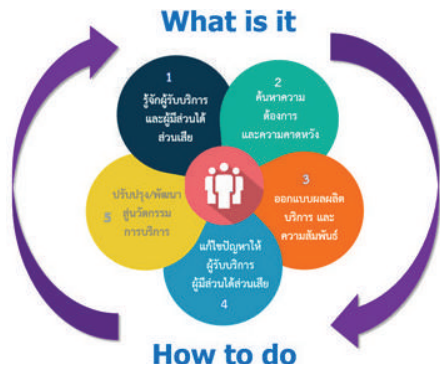 What is it
1
รู้จักผู้รับบริการ
และผู้มีส่วนได้
ส่วนเสีย
2
ค้นหาความ
ต้องการ
และความคาดหวัง
3
ออกแบบผลผลิต
บริการ และ
ความสัมพันธ์
แก้ไขปัญหาให้
ผู้รับบริการ
ผู้มีส่วนได้ส่วนเสีย
4
ปรับปรุง/พัฒนา
5 สู่นวัตกรรม
การบริการ
How to do